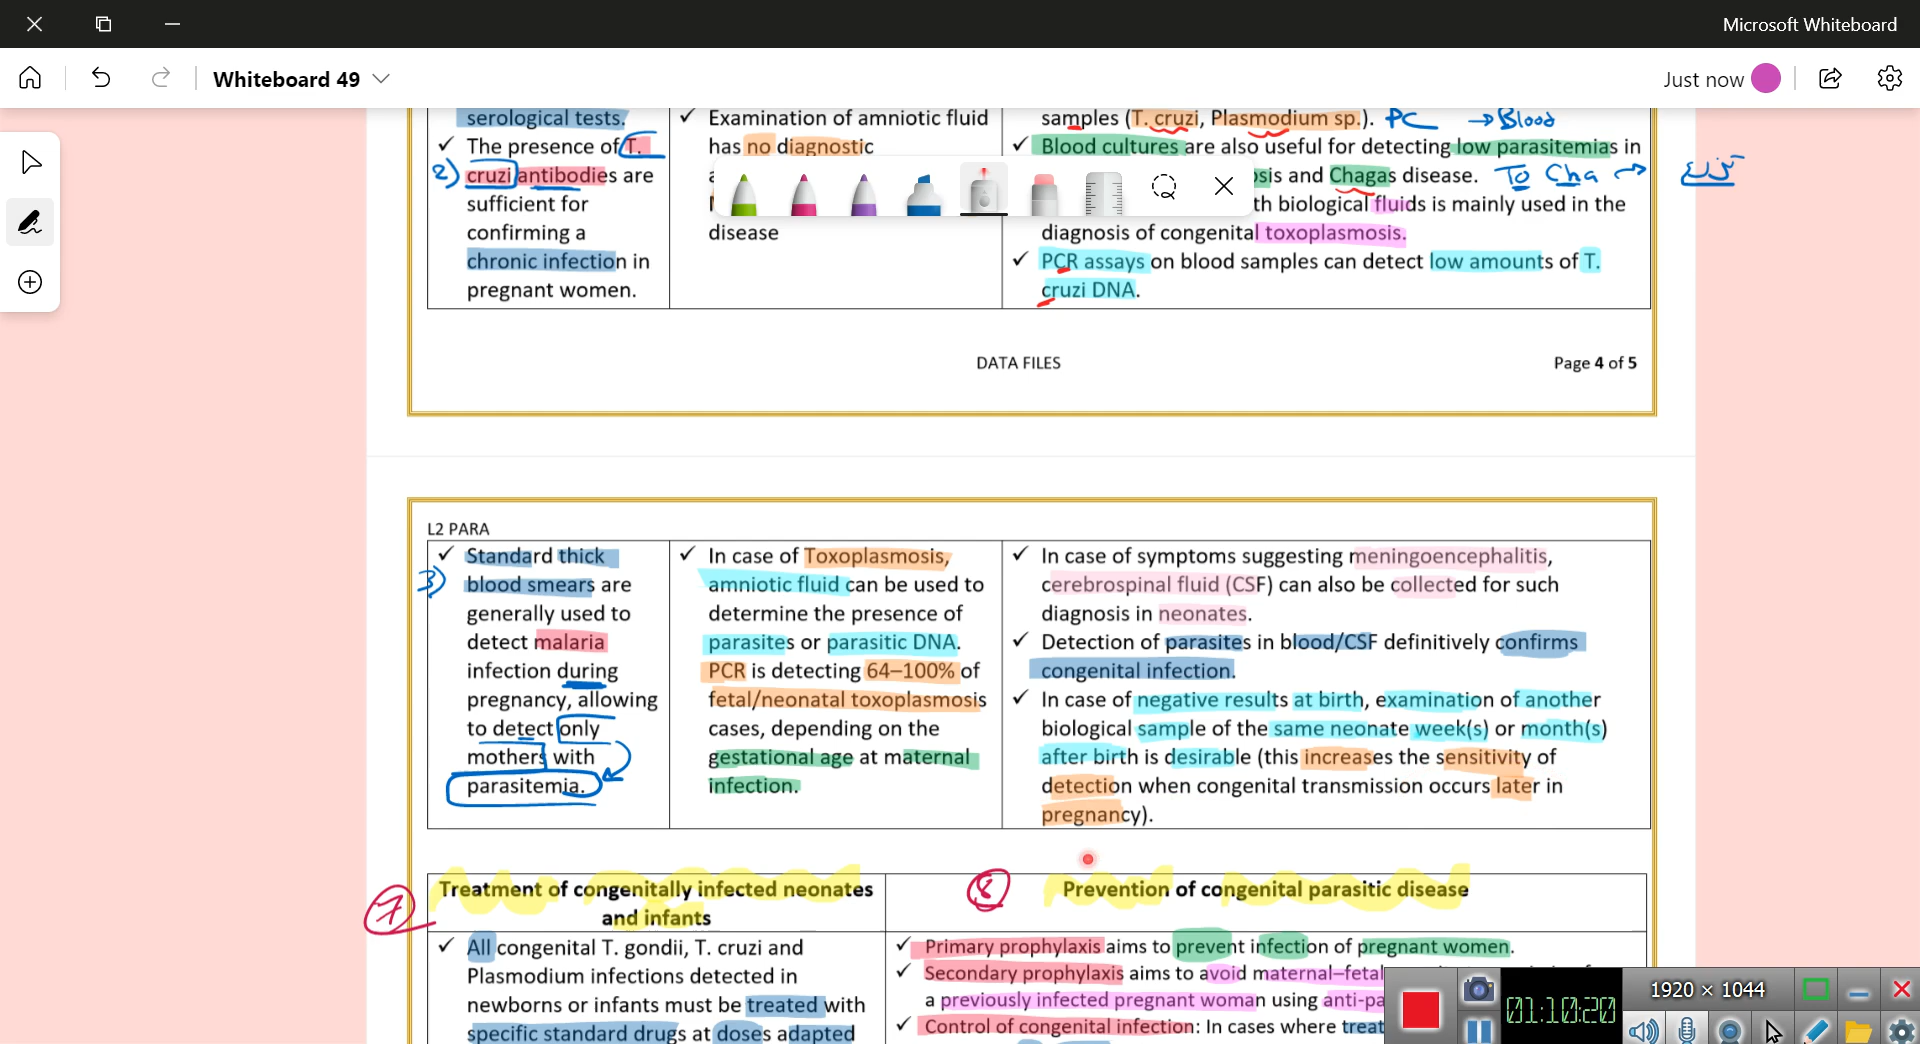 Microsoft Whiteboard
Whiteboard 49
Just now
serological tests.
✓ The presence of T.
2) cruzi antibodies are
sufficient for
confirming a
chronic infection in
pregnant women.
✓ Examination of amniotic fluid
has no diagnostic
disease
samples (T. cruzi, Plasmodium sp.). PC → Blood
✓ Blood cultures are also useful for detecting low parasitemias in
osis and Chagas disease. To Cha →
th biological fluids is mainly used in the
diagnosis of congenital toxoplasmosis.
✓ PCR assays on blood samples can detect low amounts of T.
cruzi DNA.
DATA FILES
Page 4 of 5
L2 PARA
✓ Standard thick
3) blood smears are
generally used to
detect malaria
infection during
pregnancy, allowing
to detect only
mothers with
parasitemia.
✓ In case of Toxoplasmosis,
amniotic fluid can be used to
determine the presence of
parasites or parasitic DNA.
PCR is detecting 64–100% of
fetal/neonatal toxoplasmosis
cases, depending on the
gestational age at maternal
infection.
✓ In case of symptoms suggesting meningoencephalitis,
cerebrospinal fluid (CSF) can also be collected for such
diagnosis in neonates.
✓ Detection of parasites in blood/CSF definitively confirms
congenital infection.
✓ In case of negative results at birth, examination of another
biological sample of the same neonate week(s) or month(s)
after birth is desirable (this increases the sensitivity of
detection when congenital transmission occurs later in
pregnancy).
7 Treatment of congenitally infected neonates
and infants
8 Prevention of congenital parasitic disease
✓ All congenital T. gondii, T. cruzi and
Plasmodium infections detected in
newborns or infants must be treated with
specific standard drugs at doses adapted
✓ Primary prophylaxis aims to prevent infection of pregnant women.
✓ Secondary prophylaxis aims to avoid maternal–fetal
a previously infected pregnant woman using anti-pa
✓ Control of congenital infection: In cases where treat
1920 × 1044
01:10:20